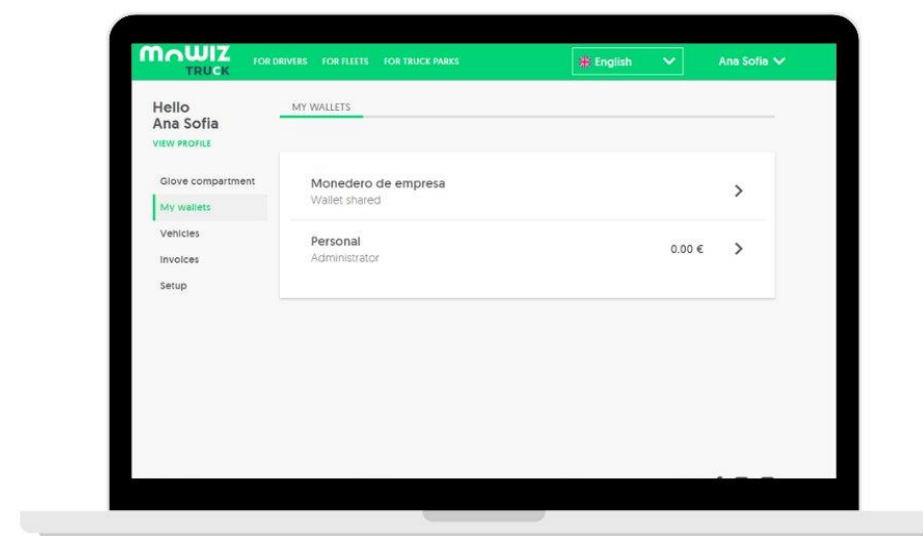 mowiz
TRUCK
FOR DRIVERS FOR FLEETS FOR TRUCK PARKS
English
Ana Sofia
Hello
Ana Sofia
VIEW PROFILE
MY WALLETS
Glove compartment
My wallets
Vehicles
Invoices
Setup
Monedero de empresa
Wallet shared
Personal
Administrator
0.00 €